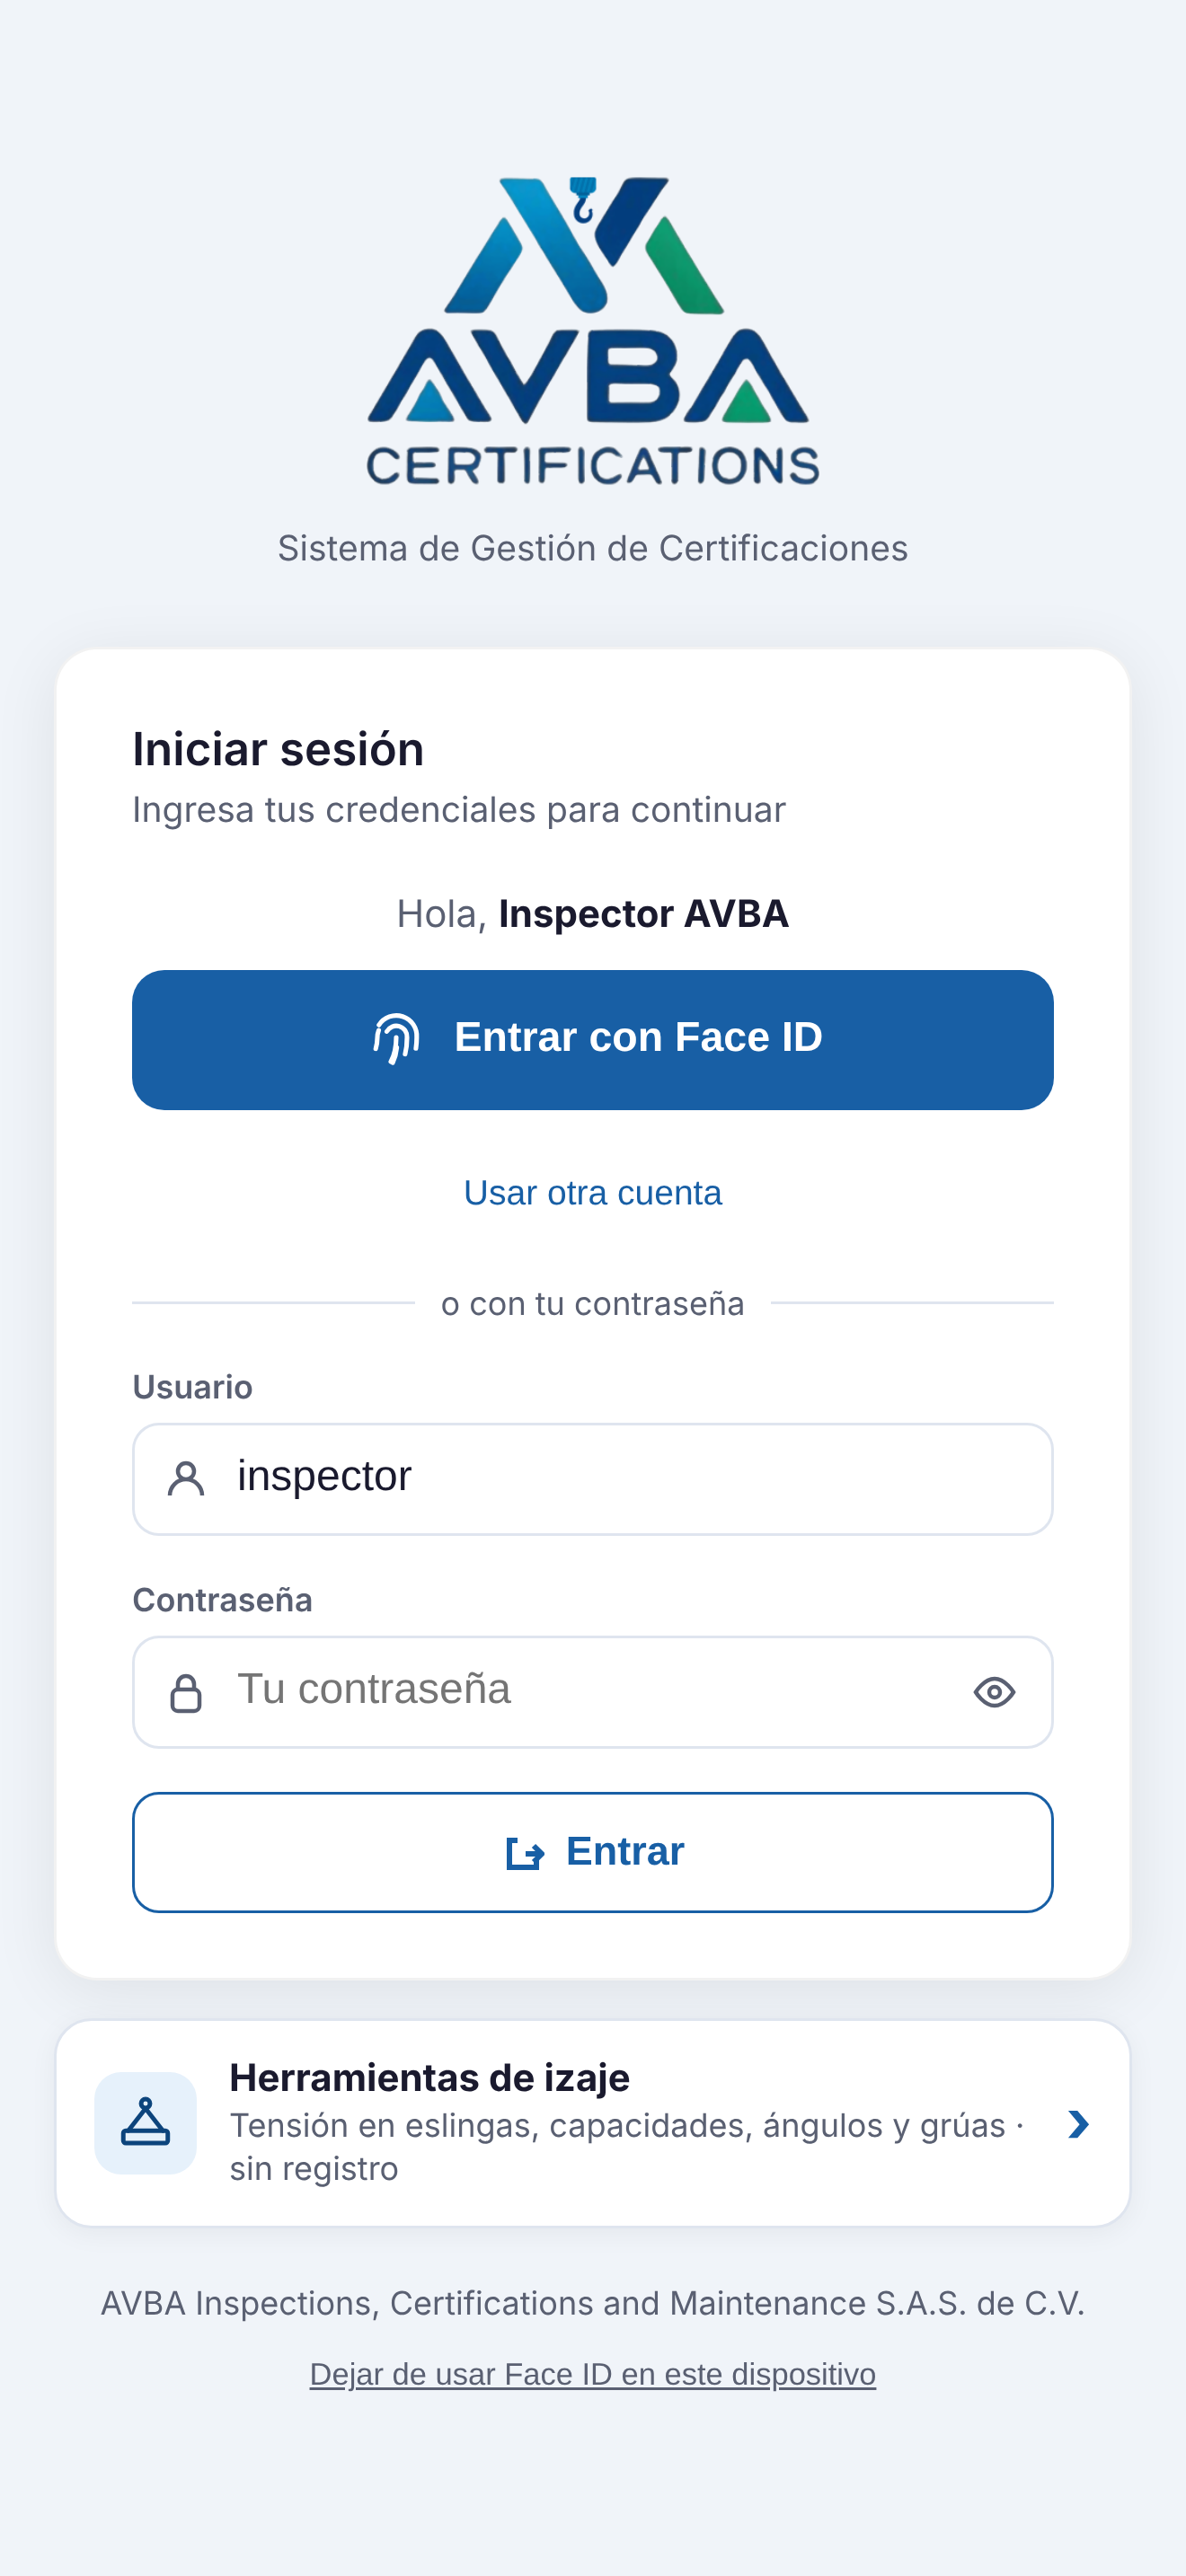 AVBA
CERTIFICATIONS
Sistema de Gestión de Certificaciones
Iniciar sesión
Ingresa tus credenciales para continuar
Hola, Inspector AVBA
Entrar con Face ID
Usar otra cuenta
o con tu contraseña
Usuario
inspector
Contraseña
Tu contraseña
Entrar
Herramientas de izaje
Tensión en eslingas, capacidades, ángulos y grúas ·
sin registro
AVBA Inspections, Certifications and Maintenance S.A.S. de C.V.
Dejar de usar Face ID en este dispositivo